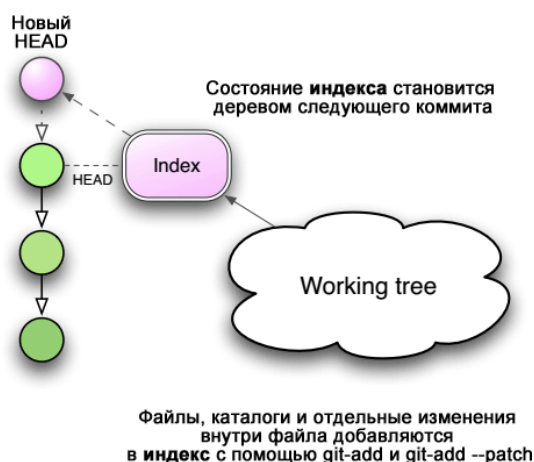 Новый
HEAD
Состояние индекса становится
деревом следующего коммита
Index
HEAD
Working tree
Файлы, каталоги и отдельные изменения
внутри файла добавляются
в индекс с помощью git-add и git-add --patch